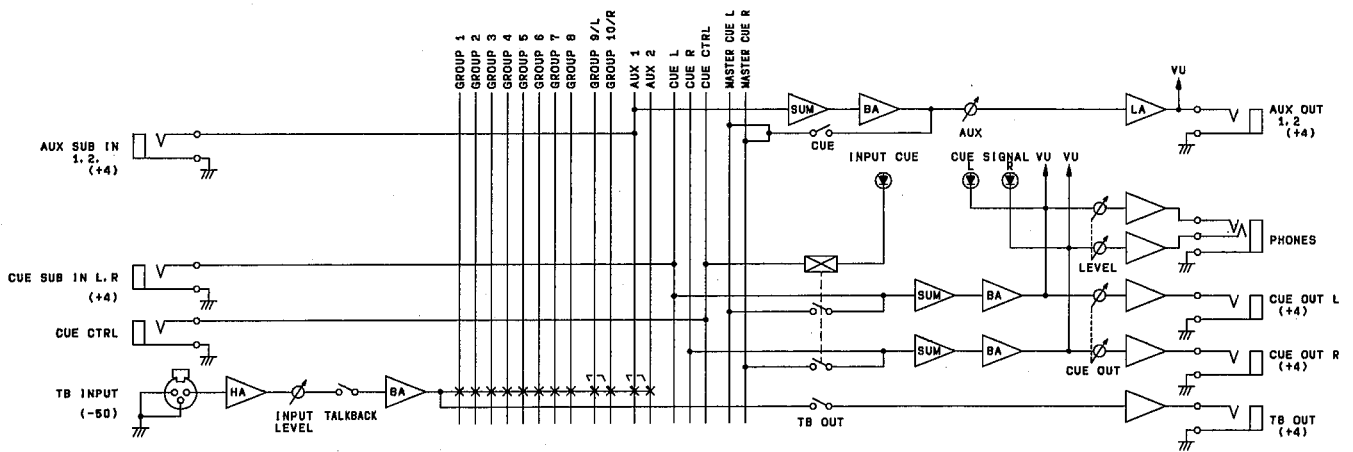 GROUP 1
GROUP 2
GROUP 3
GROUP 4
GROUP 5
GROUP 6
GROUP 7
GROUP 8
GROUP 9/L
GROUP 10/R
AUX 1
AUX 2
CUE L
CUE R
CUE CTRL
MASTER CUE L
MASTER CUE R
AUX SUB IN
1, 2.
(+4)
SUM
BA
CUE
AUX
LA
VU
AUX OUT
1, 2
(+4)
INPUT CUE
CUE SIGNAL
L
R
VU
VU
LEVEL
PHONES
CUE SUB IN L.R
(+4)
SUM
BA
CUE OUT L
(+4)
CUE CTRL
SUM
BA
CUE OUT
CUE OUT R
(+4)
TB INPUT
(-50)
HA
INPUT
LEVEL
TALKBACK
BA
TB OUT
TB OUT
(+4)